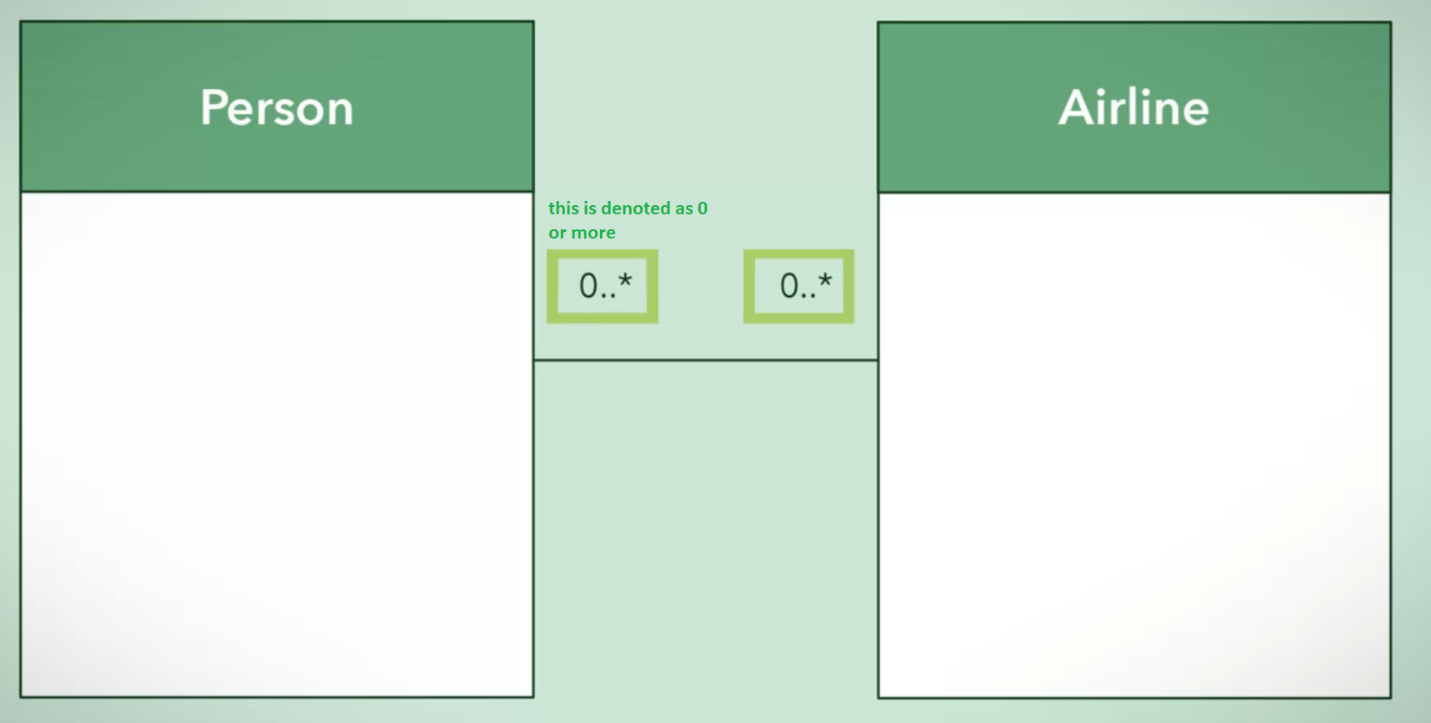 Person
Airline
this is denoted as 0
or more
0..*
0..*